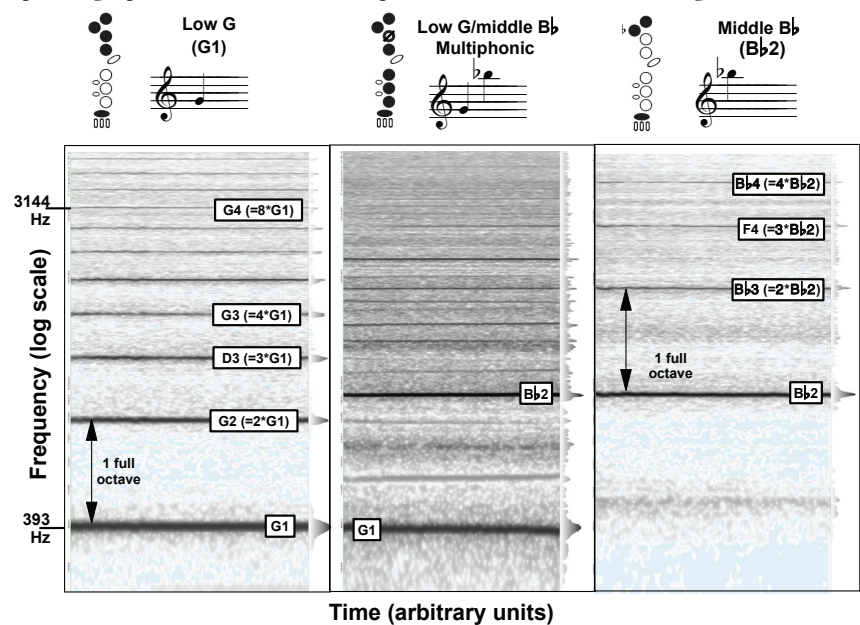 Low G
(G1)
Low G/middle B♭
Multiphonic
Middle B♭
(B♭2)
3144
Hz
393
Hz
Frequency (log scale)
G4 (=8*G1)
G3 (=4*G1)
D3 (=3*G1)
G2 (=2*G1)
1 full
octave
G1
B♭2
G1
B♭4 (=4*B♭2)
F4 (=3*B♭2)
B♭3 (=2*B♭2)
1 full
octave
B♭2
Time (arbitrary units)